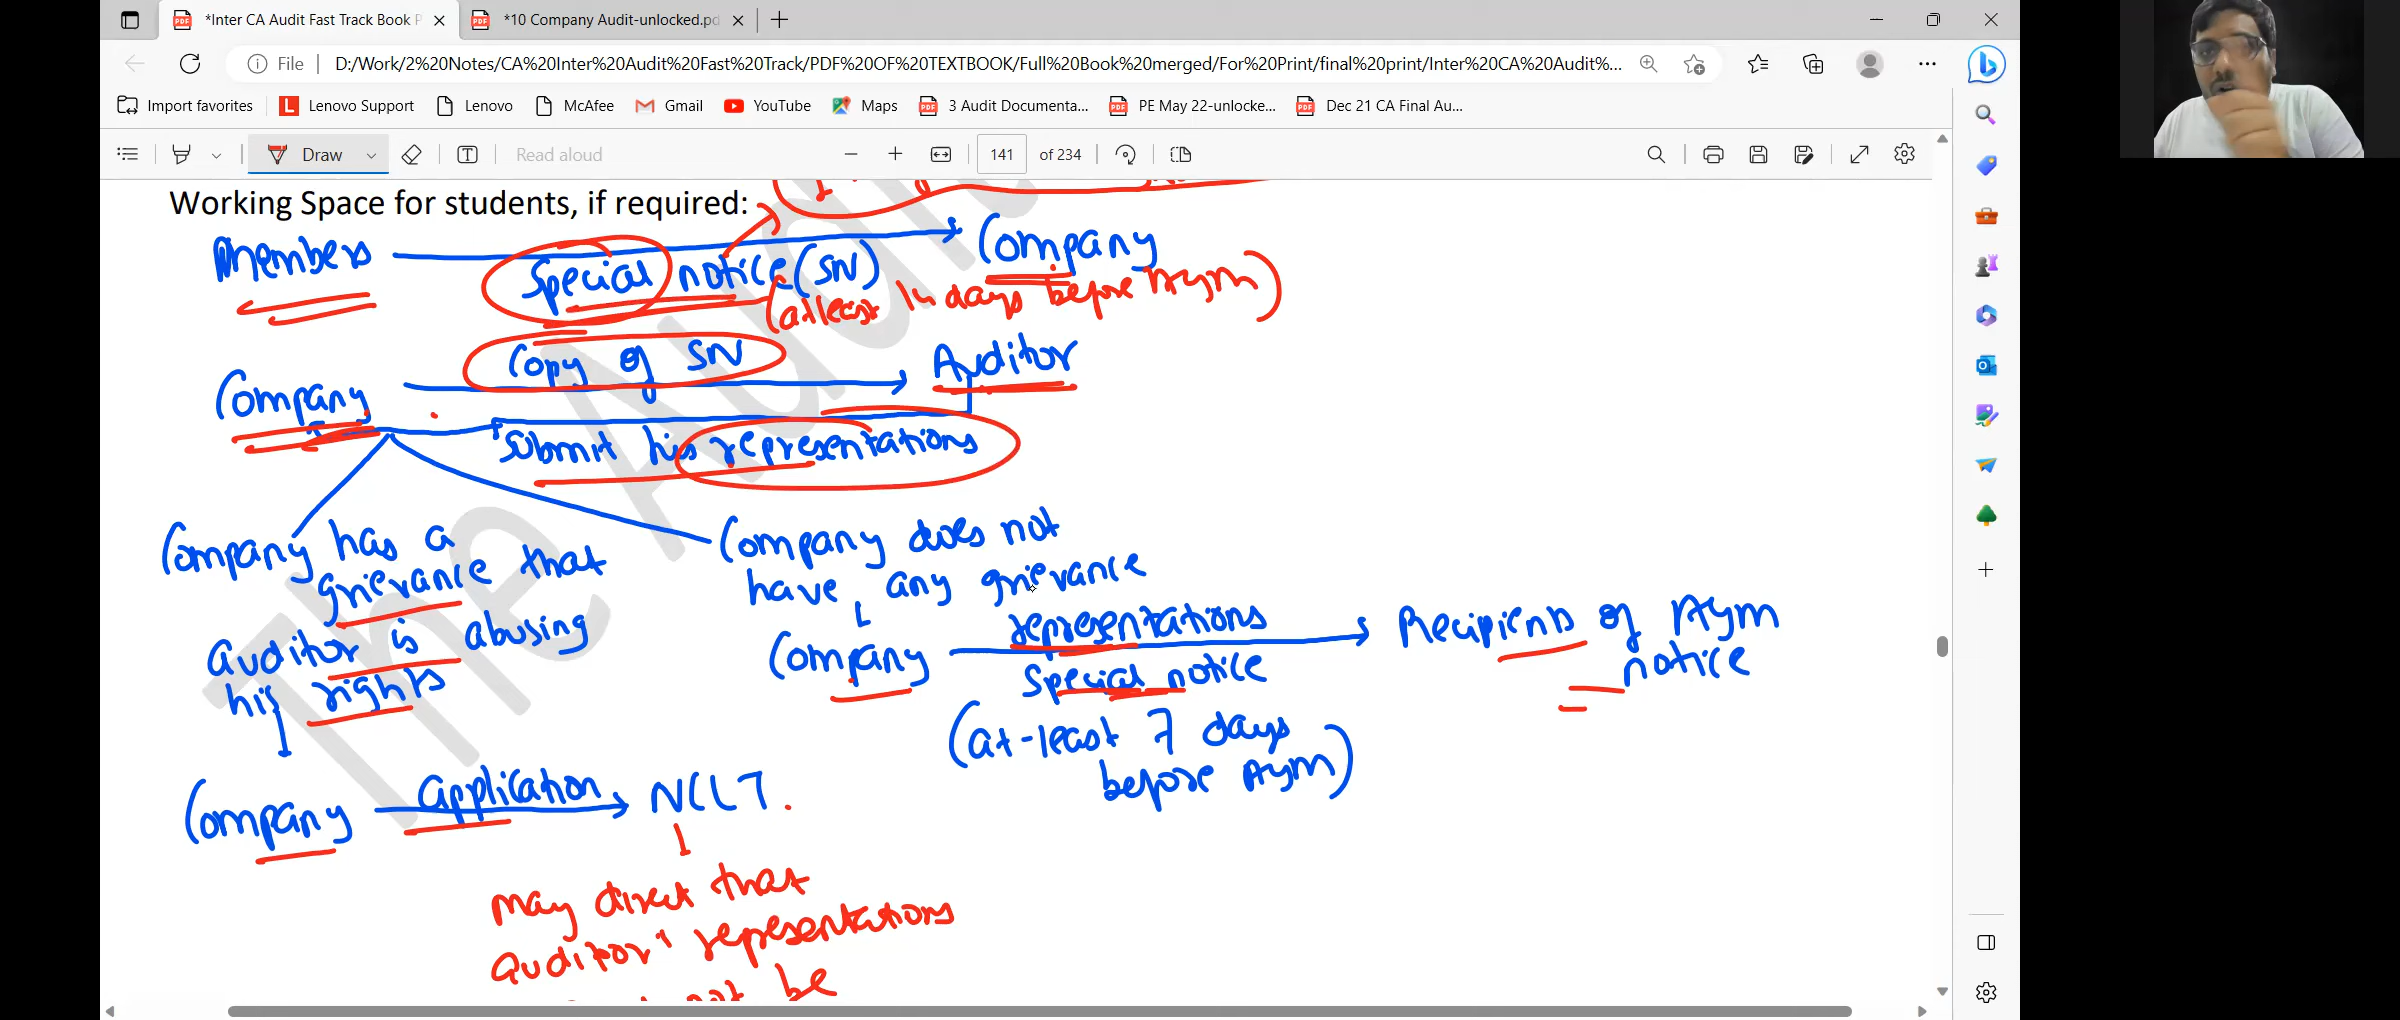 *Inter CA Audit Fast Track Book P
*10 Company Audit-unlocked.pd
File
D:/Work/2%20Notes/CA%20Inter%20Audit%20Fast%20Track/PDF%20OF%20TEXTBOOK/Full%20Book%20merged/For%20Print/final%20print/Inter%20CA%20Audit%...
Import favorites
Lenovo Support
Lenovo
McAfee
Gmail
YouTube
Maps
3 Audit Documenta...
PE May 22-unlocke...
Dec 21 CA Final Au...
Draw
Read aloud
141 of 234
Working Space for students, if required:
Members
Special notice (SN)
Company
(atleast 14 days before Agm)
Copy of SN
Auditor
Company
Submit his representations
Company has a
grievance that
auditor is abusing
his rights
Company application NCLT.
may direct that
auditor's representations
not be
Company does not
have any grievance
Company
representations
Special notice
(at-least 7 days
before Agm)
Recipients of Agm
notice
The Aud